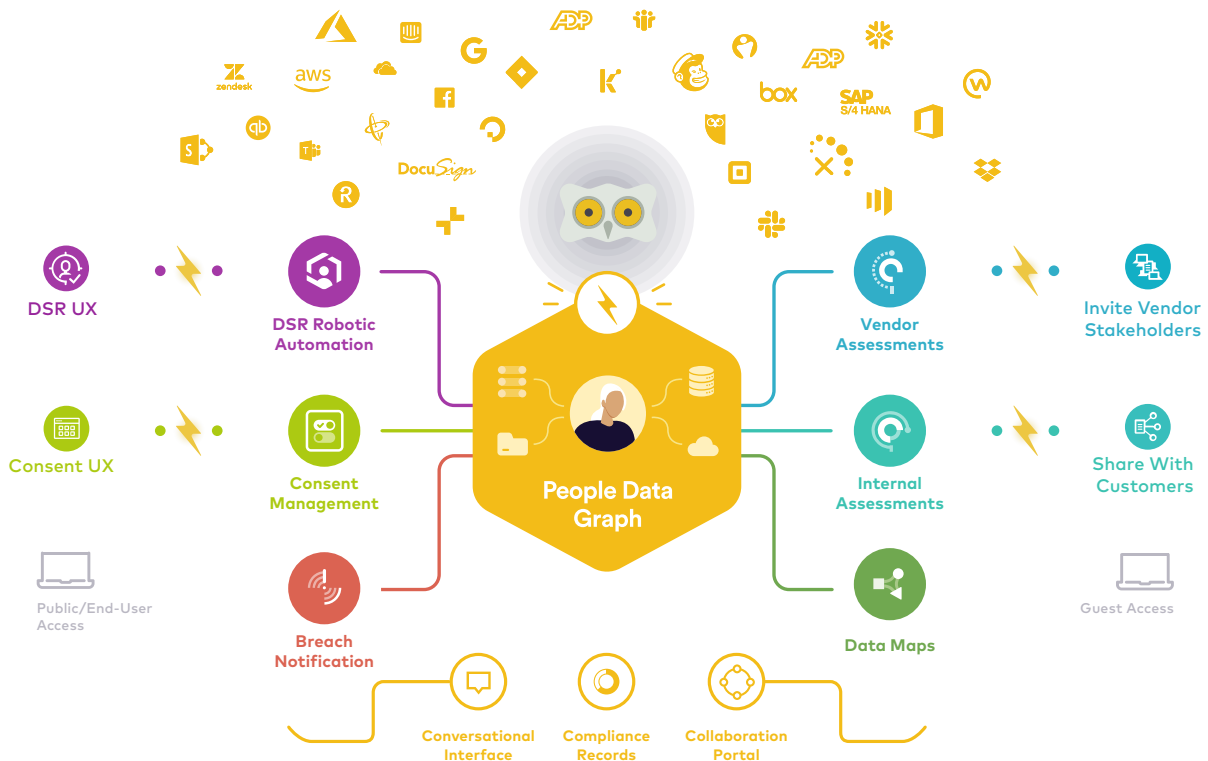 ADP
zendesk
aws
G
k
ADP
box
SAP
S/4 HANA
qb
S
T
DocuSign
R
DSR UX
DSR Robotic
Automation
Vendor
Assessments
Invite Vendor
Stakeholders
Consent UX
Consent
Management
People Data
Graph
Internal
Assessments
Share With
Customers
Public/End-User
Access
Guest Access
Breach
Notification
Data Maps
Conversational
Interface
Compliance
Records
Collaboration
Portal